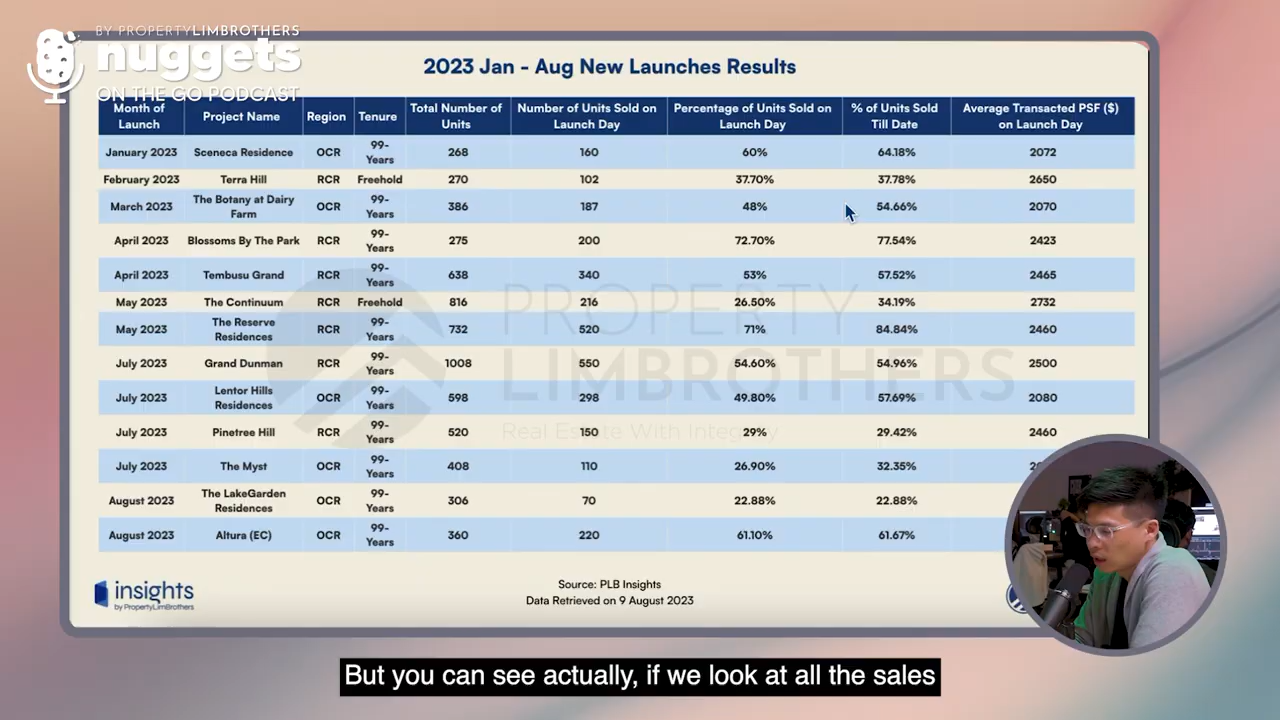 BY PROPERTYLIMBROTHERS
nuggets
ON THE GO PODCAST
2023 Jan - Aug New Launches Results
Month of Launch Project Name Region Tenure Total Number of Units Number of Units Sold on Launch Day Percentage of Units Sold on Launch Day % of Units Sold Till Date Average Transacted PSF ($) on Launch Day
January 2023 Sceneca Residence OCR 99-Years 268 160 60% 64.18% 2072
February 2023 Terra Hill RCR Freehold 270 102 37.70% 37.78% 2650
March 2023 The Botany at Dairy Farm OCR 99-Years 386 187 48% 54.66% 2070
April 2023 Blossoms By The Park RCR 99-Years 275 200 72.70% 77.54% 2423
April 2023 Tembusu Grand RCR 99-Years 638 340 53% 57.52% 2465
May 2023 The Continuum RCR Freehold 816 216 26.50% 34.19% 2732
May 2023 The Reserve Residences RCR 99-Years 732 520 71% 84.84% 2460
July 2023 Grand Dunman RCR 99-Years 1008 550 54.60% 54.96% 2500
July 2023 Lentor Hills Residences OCR 99-Years 598 298 49.80% 57.69% 2080
July 2023 Pinetree Hill RCR 99-Years 520 150 29% 29.42% 2460
July 2023 The Myst OCR 99-Years 408 110 26.90% 32.35%
August 2023 The LakeGarden Residences OCR 99-Years 306 70 22.88% 22.88%
August 2023 Altura (EC) OCR 99-Years 360 220 61.10% 61.67%
PROPERTY
LIMBROTHERS
Real Estate With Integrity
insights
by PropertyLimBrothers
Source: PLB Insights
Data Retrieved on 9 August 2023
But you can see actually, if we look at all the sales